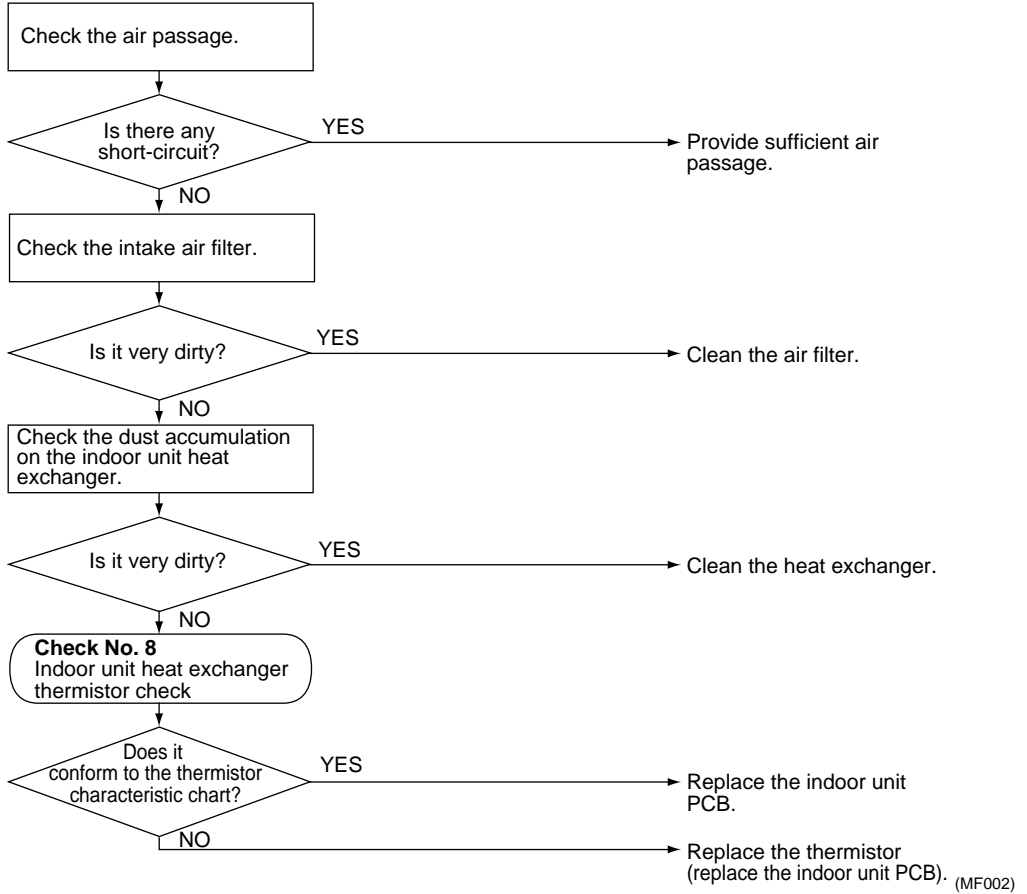 Check the air passage.
Is there any
short-circuit?
YES
Provide sufficient air
passage.
NO
Check the intake air filter.
Is it very dirty?
YES
Clean the air filter.
NO
Check the dust accumulation
on the indoor unit heat
exchanger.
Is it very dirty?
YES
Clean the heat exchanger.
NO
Check No. 8
Indoor unit heat exchanger
thermistor check
Does it
conform to the thermistor
characteristic chart?
YES
Replace the indoor unit
PCB.
NO
Replace the thermistor
(replace the indoor unit PCB).
(MF002)